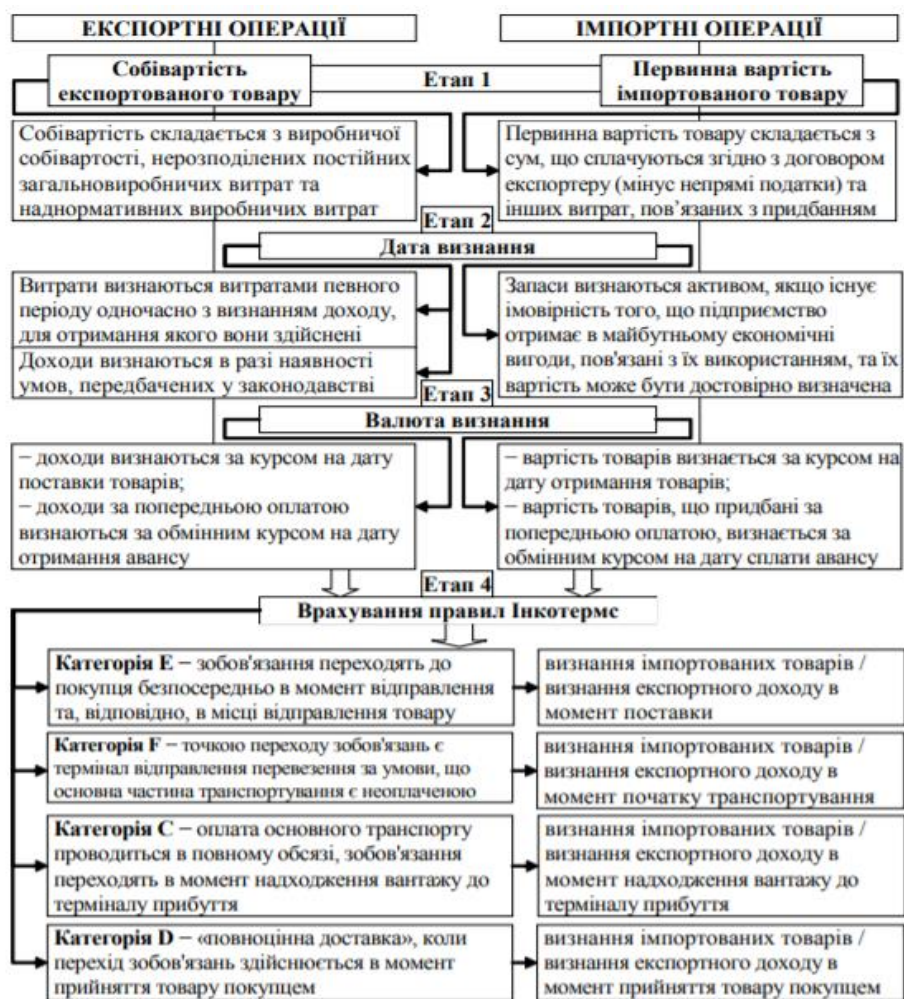 ЕКСПОРТНІ ОПЕРАЦІЇ
ІМПОРТНІ ОПЕРАЦІЇ
Собівартість
експортованого товару
Етап 1
Первинна вартість
імпортованого товару
Собівартість складається з виробничої
собівартості, нерозподілених постійних
загальновиробничих витрат та
наднормативних виробничих витрат
Первинна вартість товару складається з
сум, що сплачуються згідно з договором
експортеру (мінус непрямі податки) та
інших витрат, пов’язаних з придбанням
Етап 2
Дата визнання
Витрати визнаються витратами певного
періоду одночасно з визнанням доходу,
для отримання якого вони здійснені
Доходи визнаються в разі наявності
умов, передбачених у законодавстві
Запаси визнаються активом, якщо існує
імовірність того, що підприємство
отримає в майбутньому економічні
вигоди, пов'язані з їх використанням, та їх
вартість може бути достовірно визначена
Етап 3
Валюта визнання
− доходи визнаються за курсом на дату
поставки товарів;
− доходи за попередньою оплатою
визнаються за обмінним курсом на дату
отримання авансу
− вартість товарів визнається за курсом на
дату отримання товарів;
− вартість товарів, що придбані за
попередньою оплатою, визнається за
обмінним курсом на дату сплати авансу
Етап 4
Врахування правил Інкотермс
Категорія E − зобов'язання переходять до
покупця безпосередньо в момент відправлення
та, відповідно, в місці відправлення товару
визнання імпортованих товарів /
визнання експортного доходу в
момент поставки
Категорія F − точкою переходу зобов'язань є
термінал відправлення перевезення за умови, що
основна частина транспортування є неоплаченою
визнання імпортованих товарів /
визнання експортного доходу в
момент початку транспортування
Категорія C − оплата основного транспорту
проводиться в повному обсязі, зобов'язання
переходять в момент надходження вантажу до
терміналу прибуття
визнання імпортованих товарів /
визнання експортного доходу в
момент надходження вантажу до
терміналу прибуття
Категорія D − «повноцінна доставка», коли
перехід зобов'язань здійснюється в момент
прийняття товару покупцем
визнання імпортованих товарів /
визнання експортного доходу в
момент прийняття товару покупцем